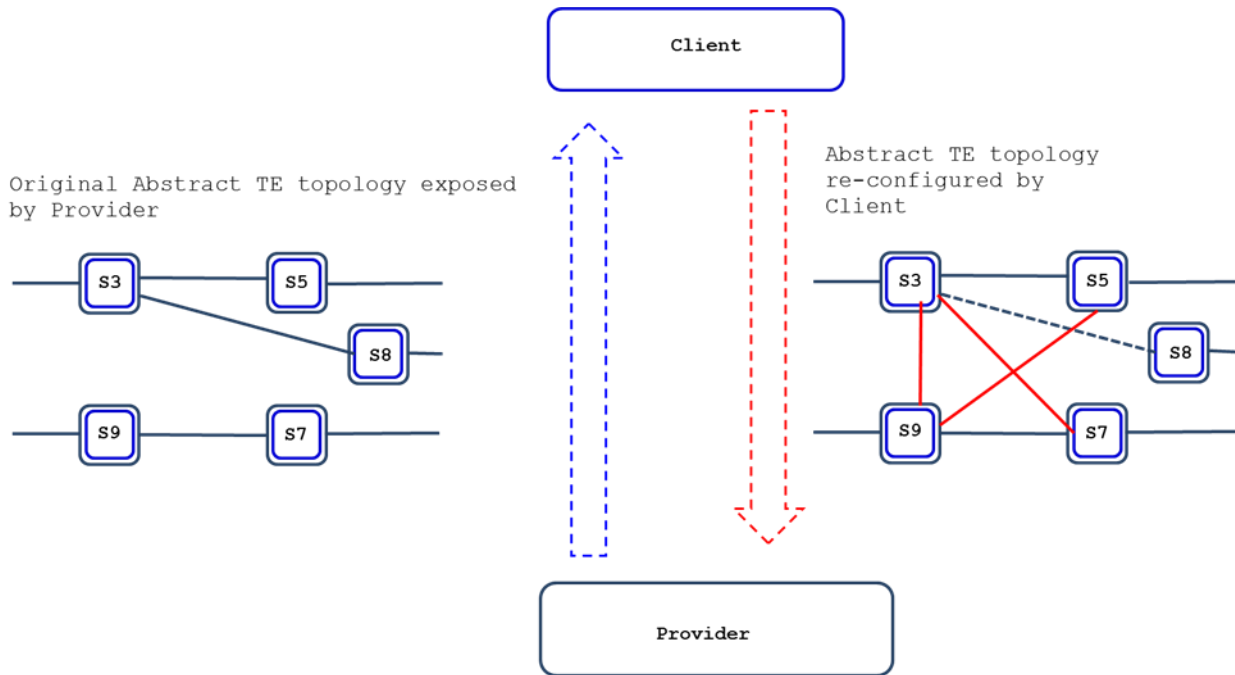 Client
Original Abstract TE topology exposed
by Provider
Abstract TE topology
re-configured by
Client
S3
S5
S8
S9
S7
S3
S5
S8
S9
S7
Provider